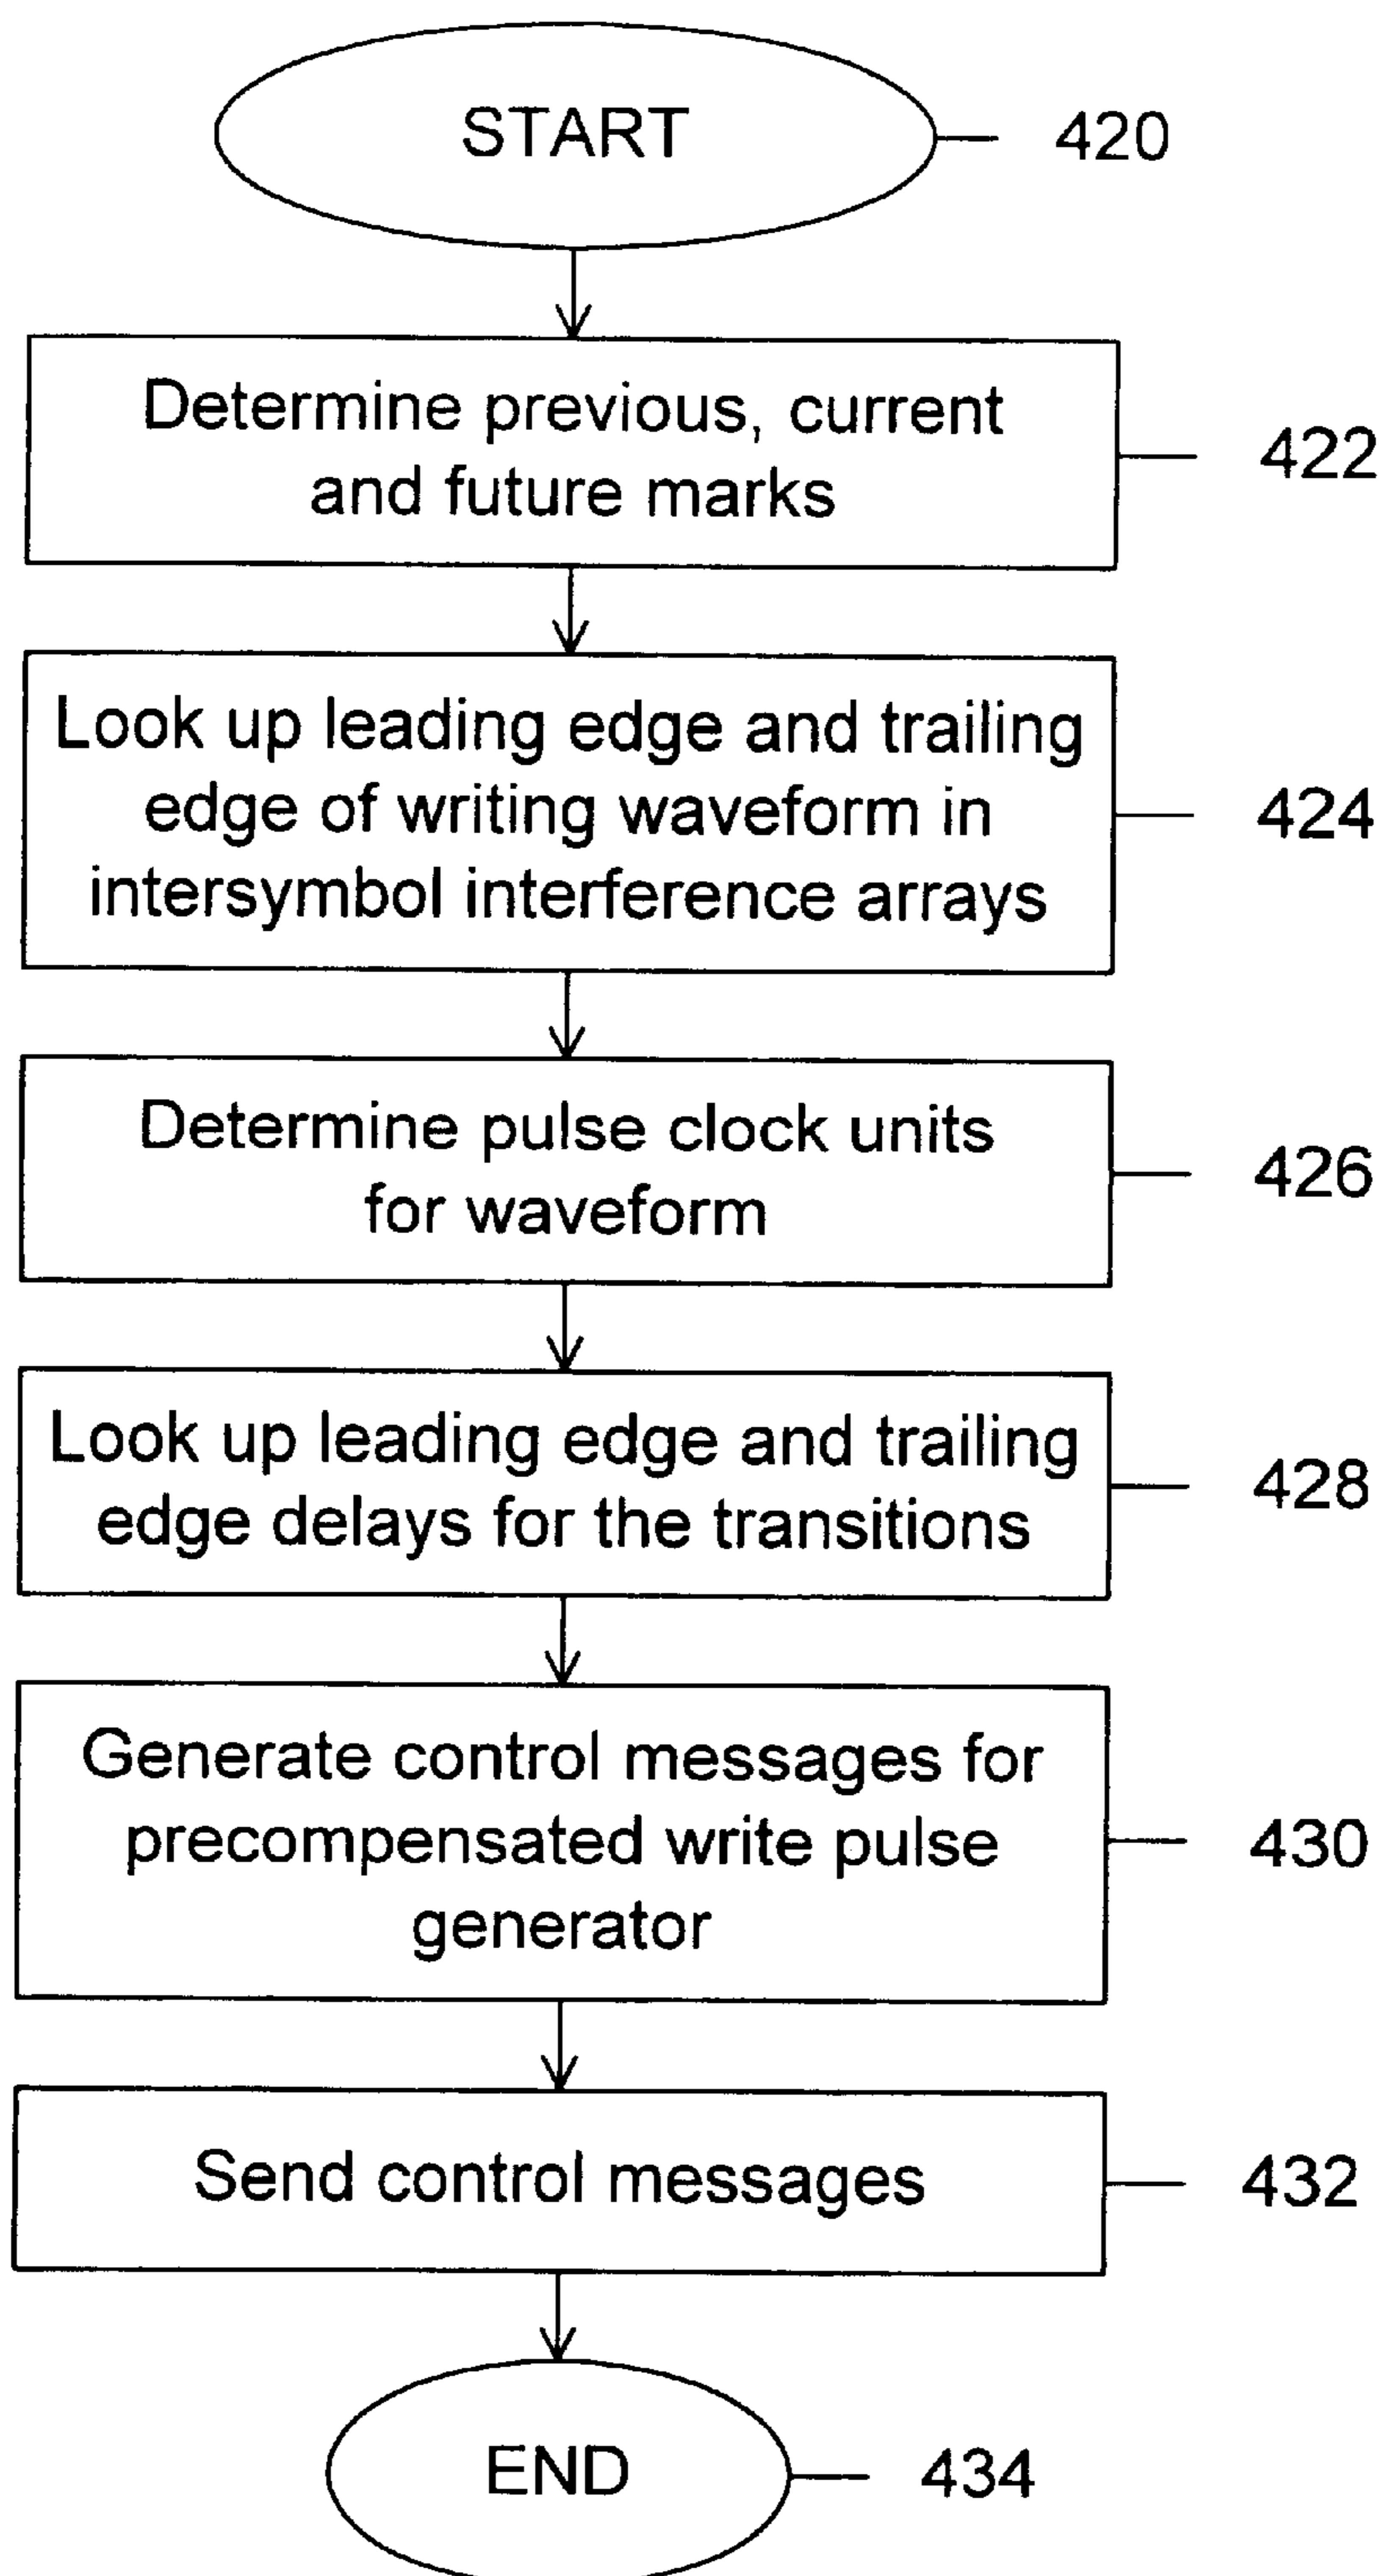 START
420
Determine previous, current
and future marks
422
Look up leading edge and trailing
edge of writing waveform in
intersymbol interference arrays
424
Determine pulse clock units
for waveform
426
Look up leading edge and trailing
edge delays for the transitions
428
Generate control messages for
precompensated write pulse
generator
430
Send control messages
432
END
434